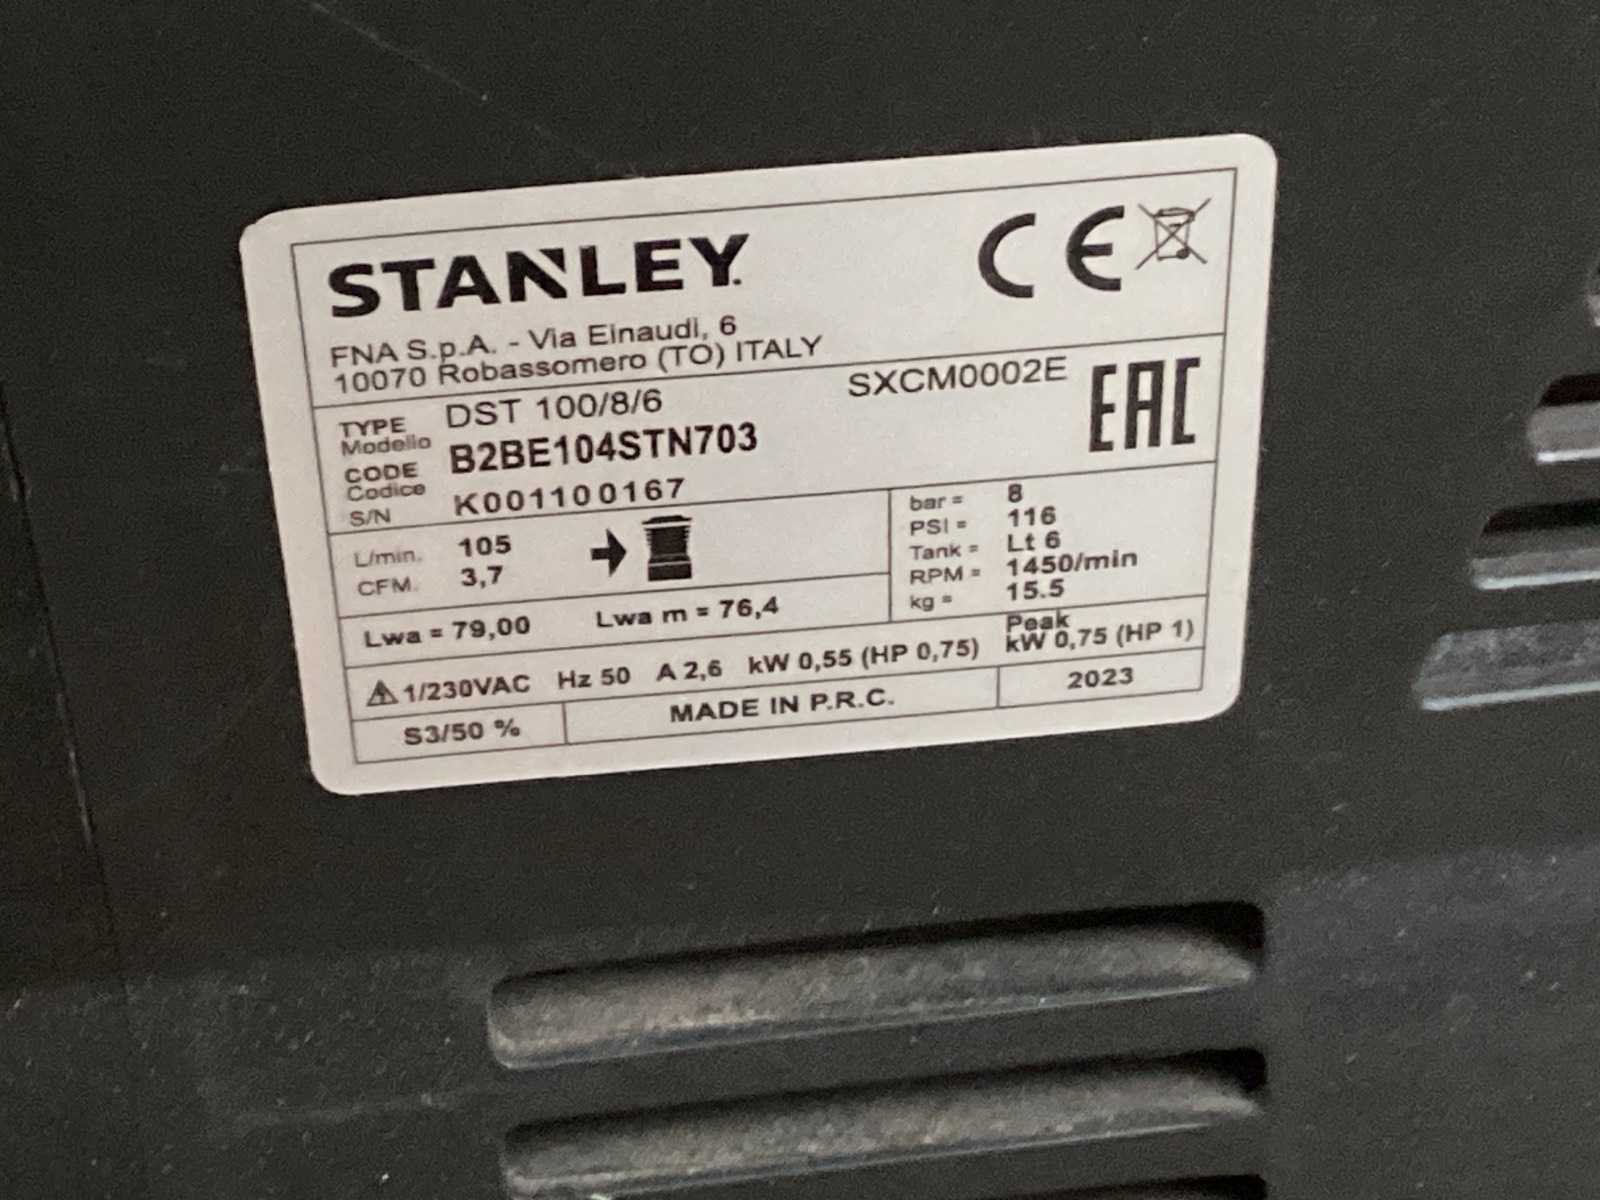 STANLEY.
CE
FNA S.p.A. - Via Einaudi, 6
10070 Robassomero (TO) ITALY
TYPE DST 100/8/6 SXCM0002E
Modello
EAC
CODE B2BE104STN703
Codice
S/N K001100167
L/min. 105
CFM. 3,7
bar = 8
PSI = 116
Tank = Lt 6
RPM = 1450/min
kg = 15.5
Lwa = 79,00 Lwa m = 76,4
1/230VAC Hz 50 A 2,6 kW 0,55 (HP 0,75) Peak kW 0,75 (HP 1)
S3/50 % MADE IN P.R.C. 2023